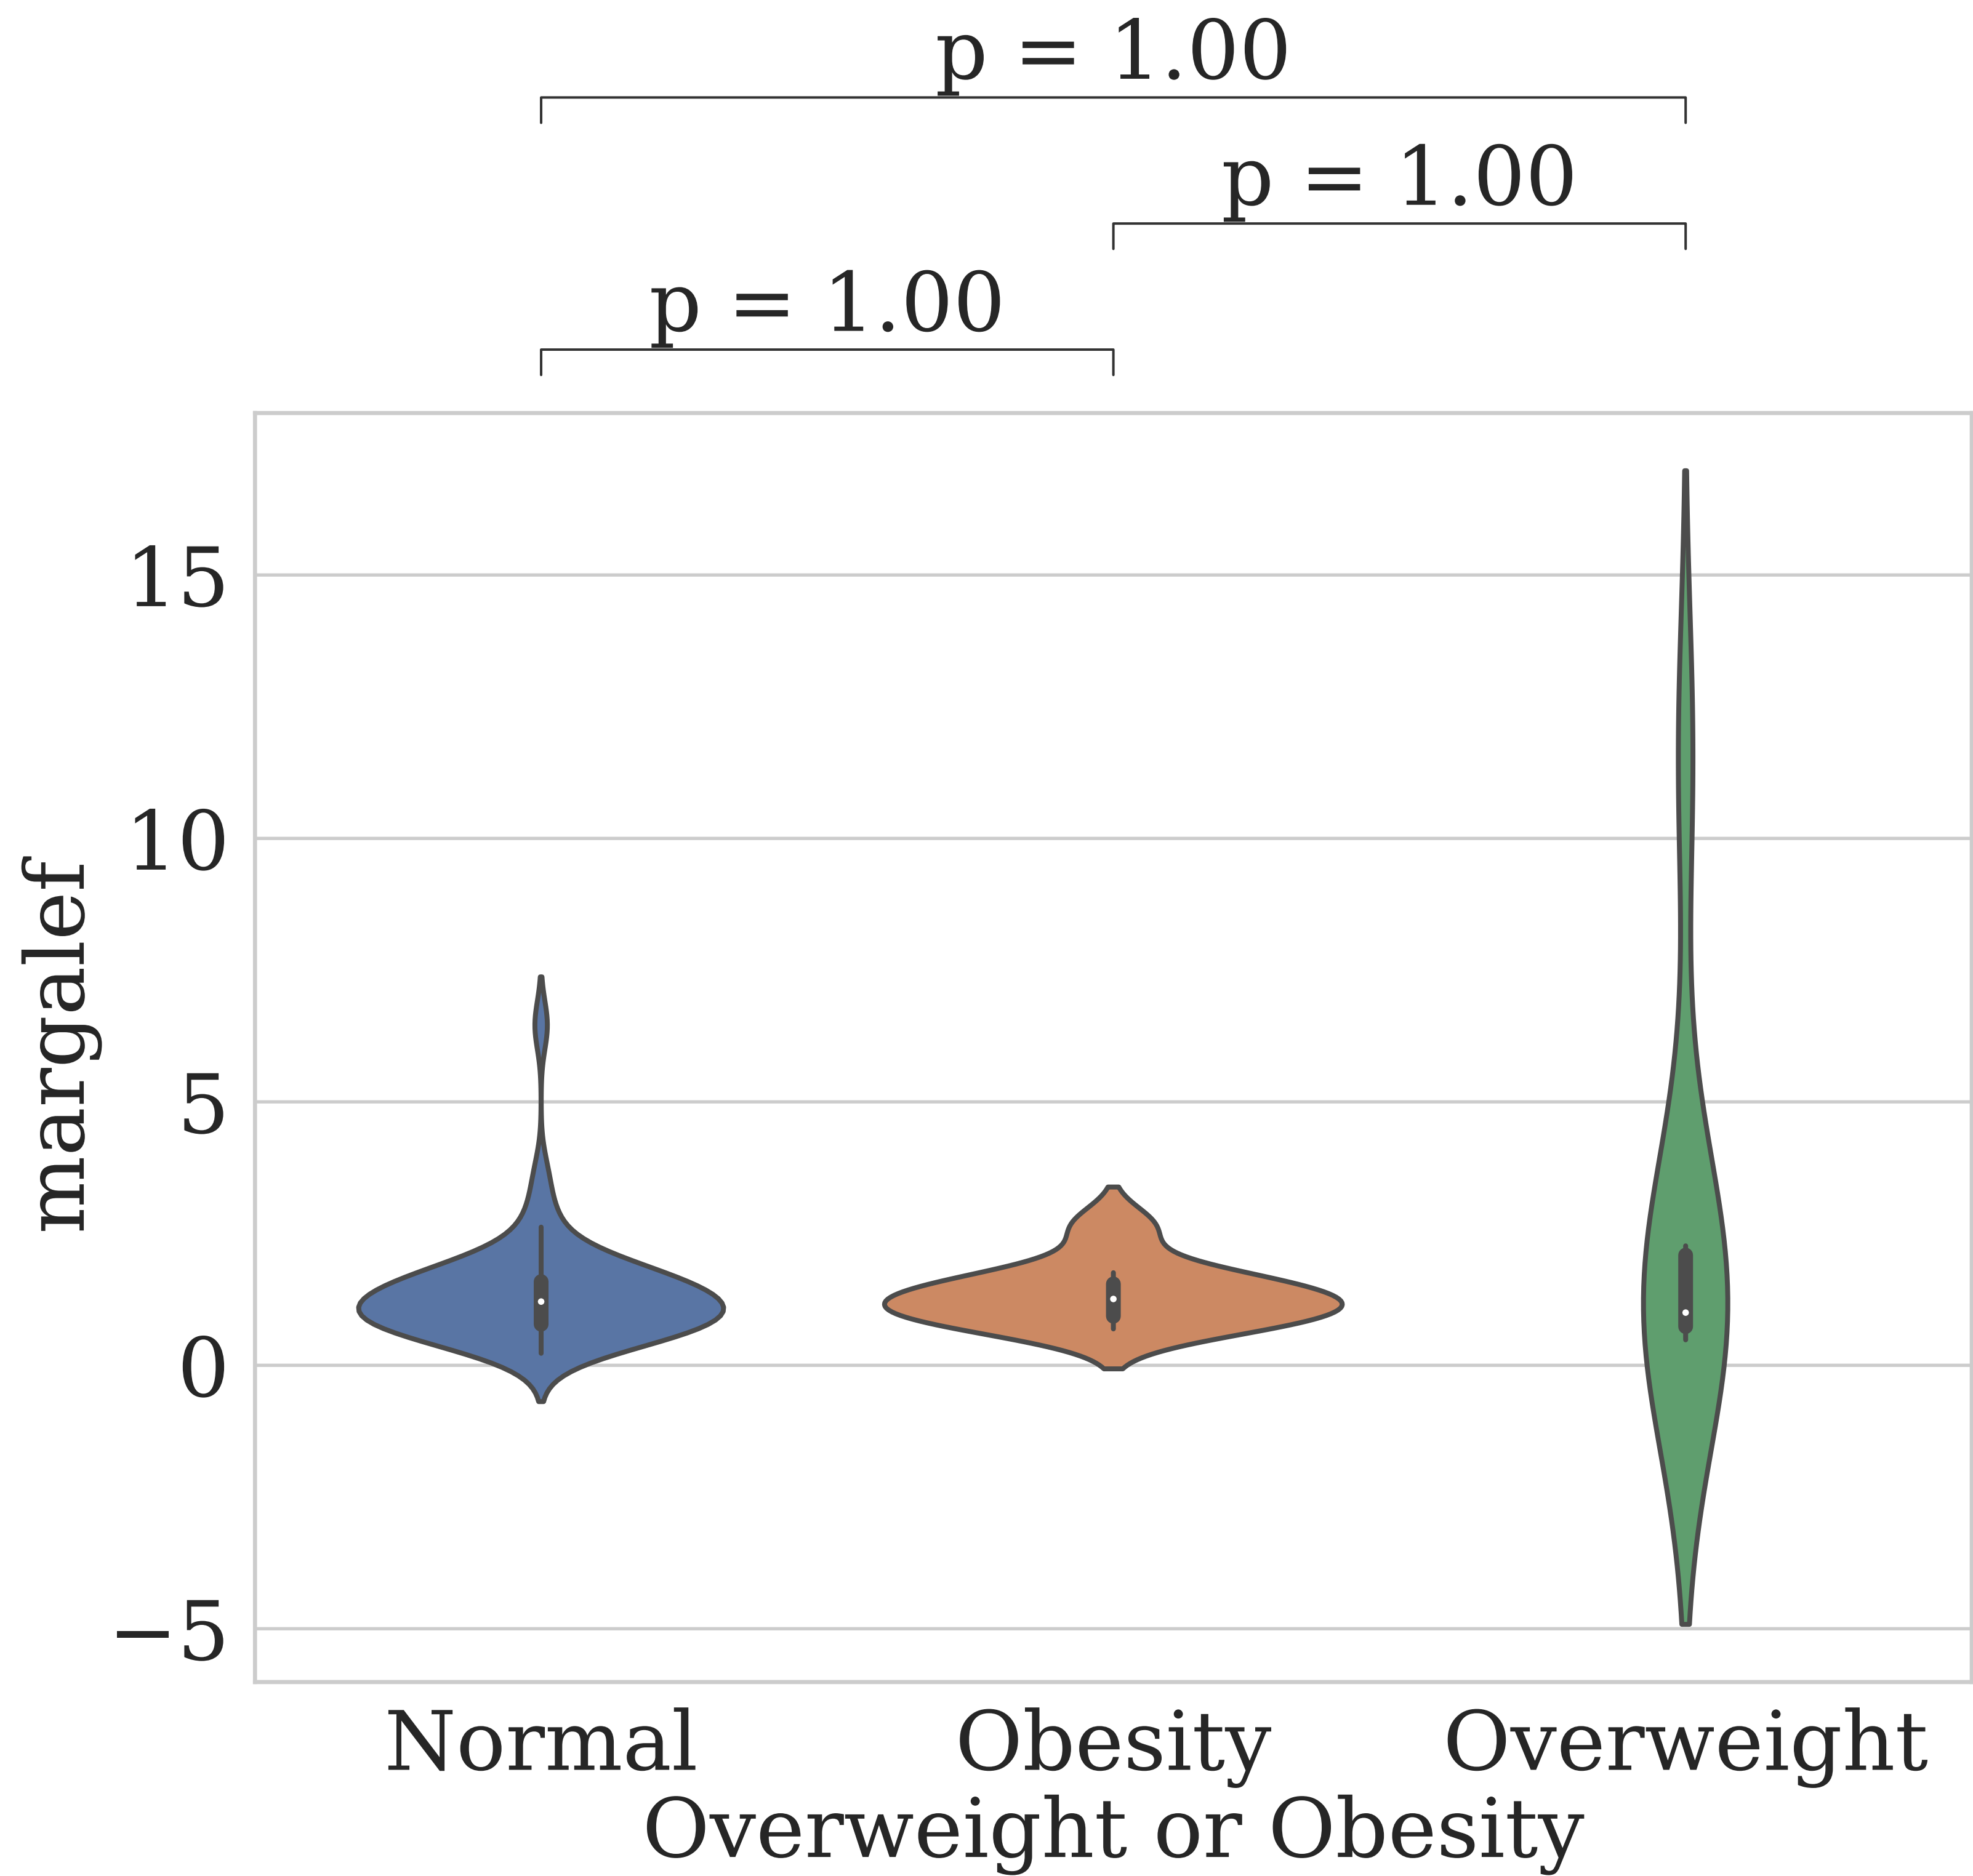 p = 1.00
p = 1.00
p = 1.00
margalef
15
10
5
0
−5
Normal Obesity Overweight
Overweight or Obesity